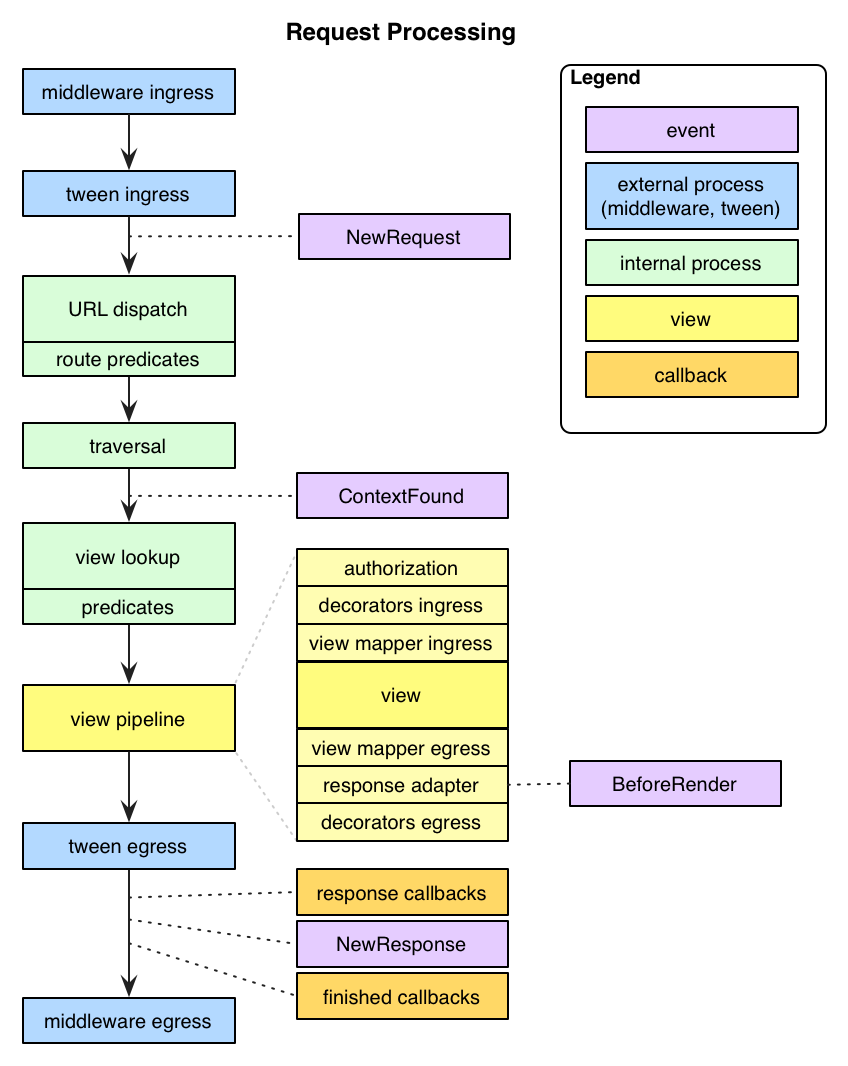 Request Processing
middleware ingress
tween ingress
NewRequest
URL dispatch
route predicates
traversal
ContextFound
view lookup
predicates
view pipeline
authorization
decorators ingress
view mapper ingress
view
view mapper egress
response adapter
decorators egress
BeforeRender
tween egress
response callbacks
NewResponse
finished callbacks
middleware egress
Legend
event
external process
(middleware, tween)
internal process
view
callback